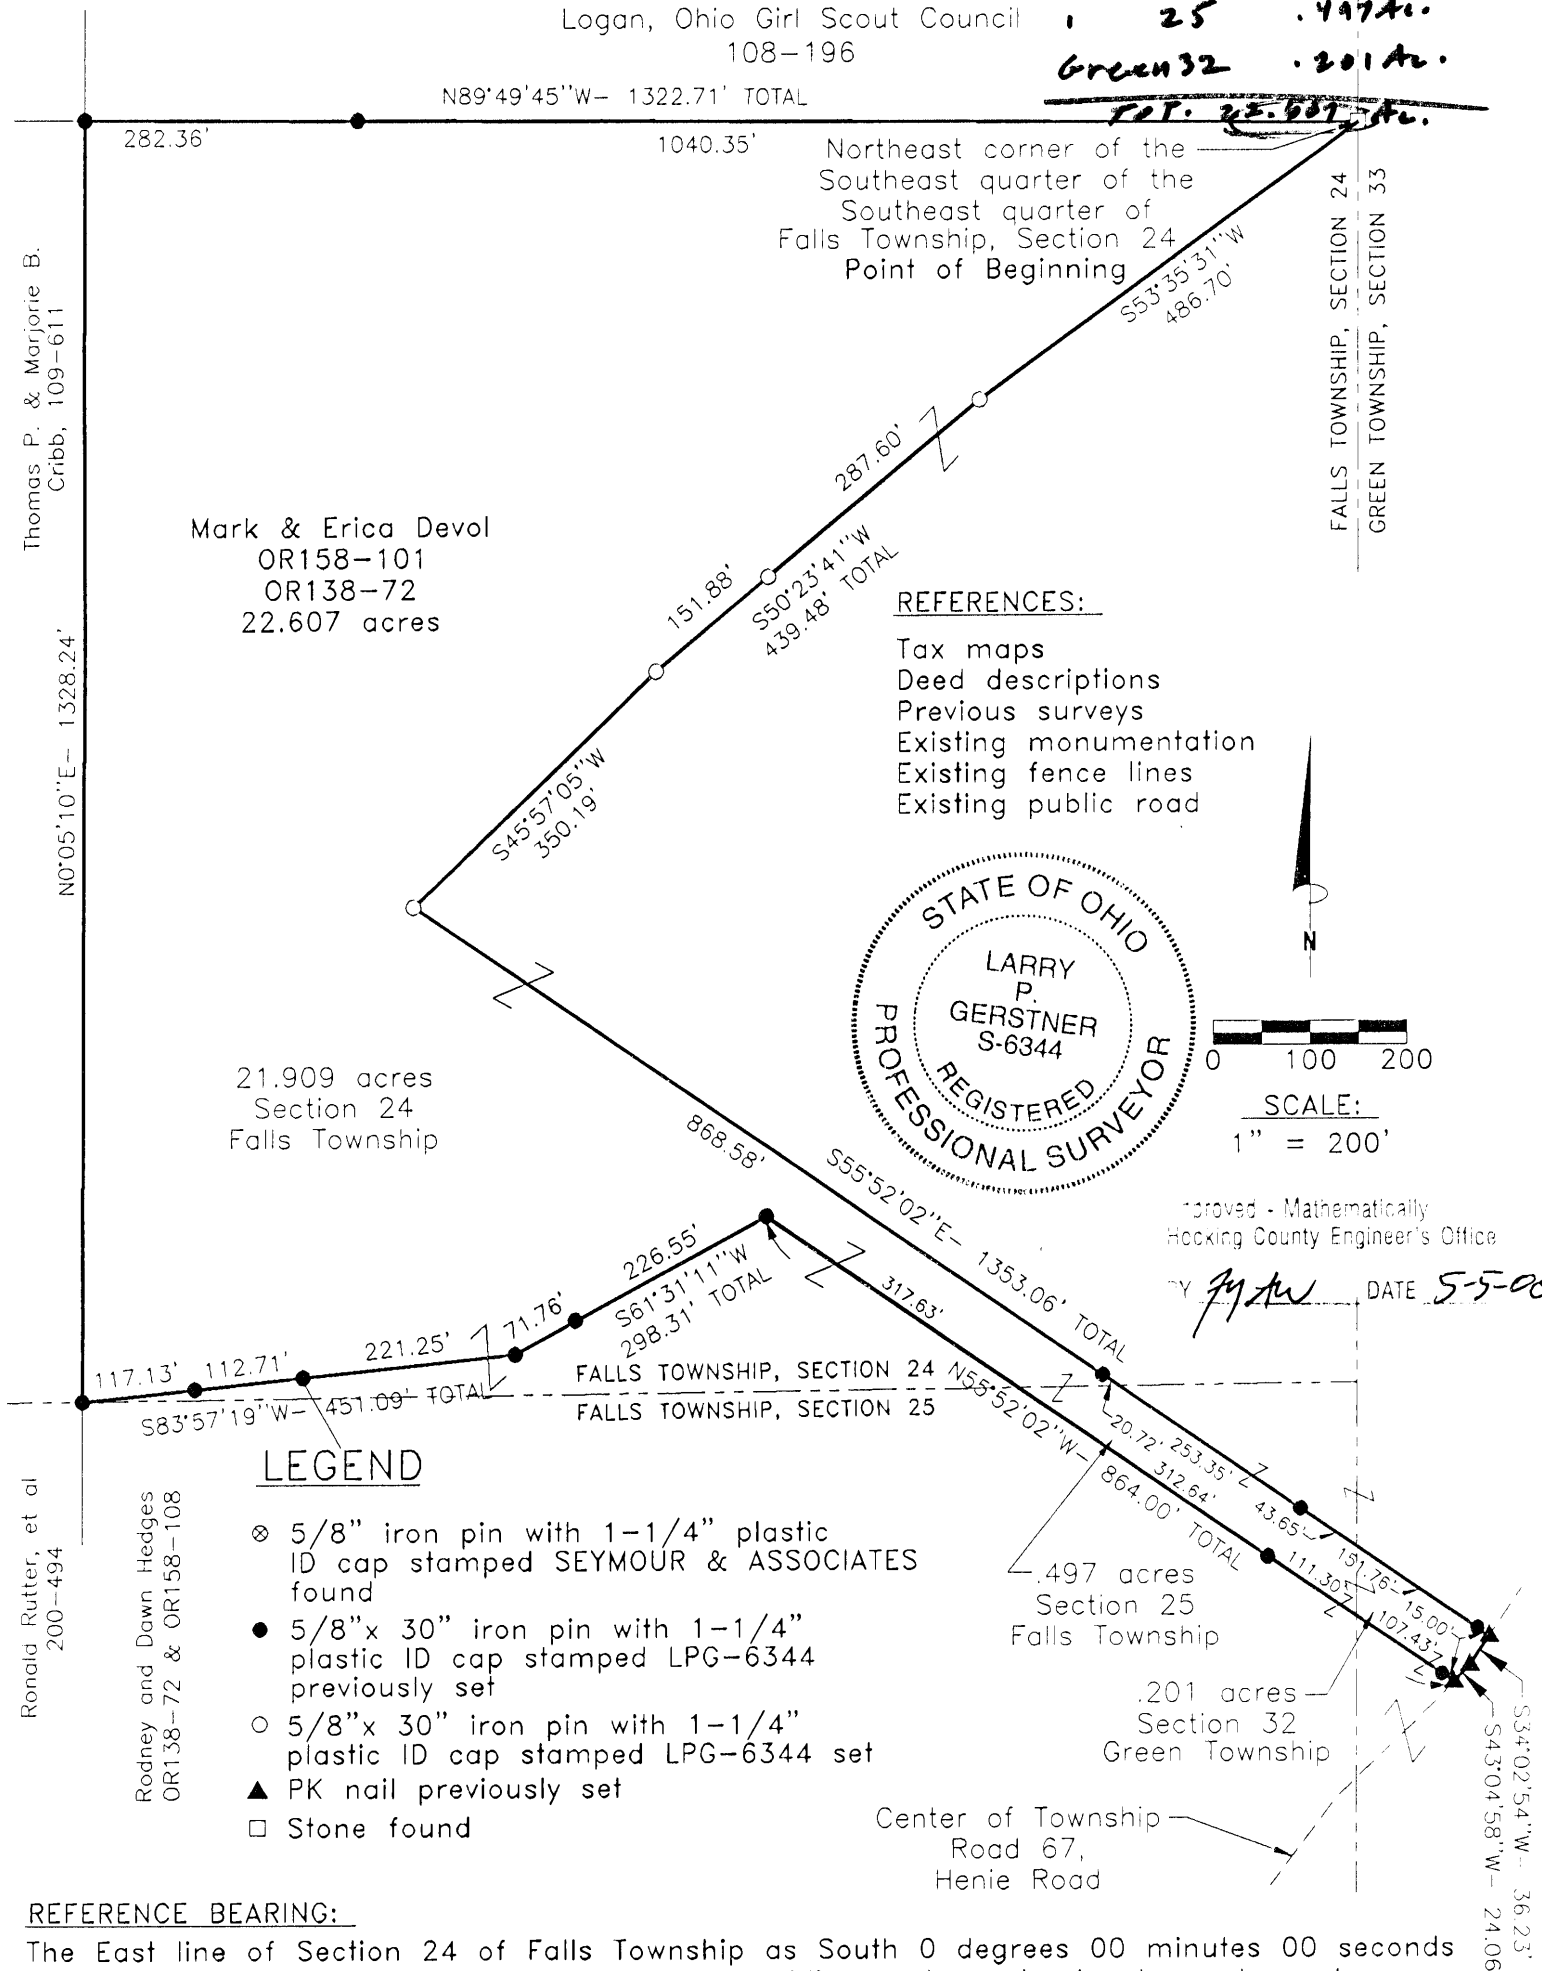 Logan, Ohio Girl Scout Council
108-196
25 .497 Ac.
Green 32 .201 Ac.
TOT. 22.607 Ac.
N89°49'45"W- 1322.71' TOTAL
282.36'
1040.35'
Northeast corner of the
Southeast quarter of the
Southeast quarter of
Falls Township, Section 24
Point of Beginning
FALLS TOWNSHIP, SECTION 24
GREEN TOWNSHIP, SECTION 33
S53°35'31"W
486.70'
Thomas P. & Marjorie B.
Cribb, 109-611
287.60'
Mark & Erica Devol
OR158-101
OR138-72
22.607 acres
151.88'
S50°23'41"W
439.48' TOTAL
REFERENCES:
Tax maps
Deed descriptions
Previous surveys
Existing monumentation
Existing fence lines
Existing public road
N0°05'10"E- 1328.24'
S45°57'05"W
350.19'
STATE OF OHIO
LARRY
P.
GERSTNER
S-6344
REGISTERED
PROFESSIONAL SURVEYOR
N
0 100 200
SCALE:
1" = 200'
21.909 acres
Section 24
Falls Township
868.58'
S55°52'02"E- 1353.06' TOTAL
proved - Mathematically
Hocking County Engineer's Office
BY DATE 5-5-00
226.55'
S61°31'11"W
298.31' TOTAL
71.76'
317.63'
117.13' 112.71' 221.25'
S83°57'19"W- 451.09' TOTAL
FALLS TOWNSHIP, SECTION 24
FALLS TOWNSHIP, SECTION 25
N55°52'02"W- 864.00' TOTAL
20.72' 253.35'
312.64'
43.65'
151.76'
15.00'
111.30'
107.43'
LEGEND
⊗ 5/8" iron pin with 1-1/4" plastic
ID cap stamped SEYMOUR & ASSOCIATES
found
● 5/8"x 30" iron pin with 1-1/4"
plastic ID cap stamped LPG-6344
previously set
○ 5/8"x 30" iron pin with 1-1/4"
plastic ID cap stamped LPG-6344 set
▲ PK nail previously set
□ Stone found
Ronald Rutter, et al
200-494
Rodney and Dawn Hedges
OR138-72 & OR158-108
.497 acres
Section 25
Falls Township
.201 acres
Section 32
Green Township
Center of Township
Road 67,
Henie Road
S34°02'54"W- 36.23'
S43°04'58"W- 24.06
REFERENCE BEARING:
The East line of Section 24 of Falls Township as South 0 degrees 00 minutes 00 seconds